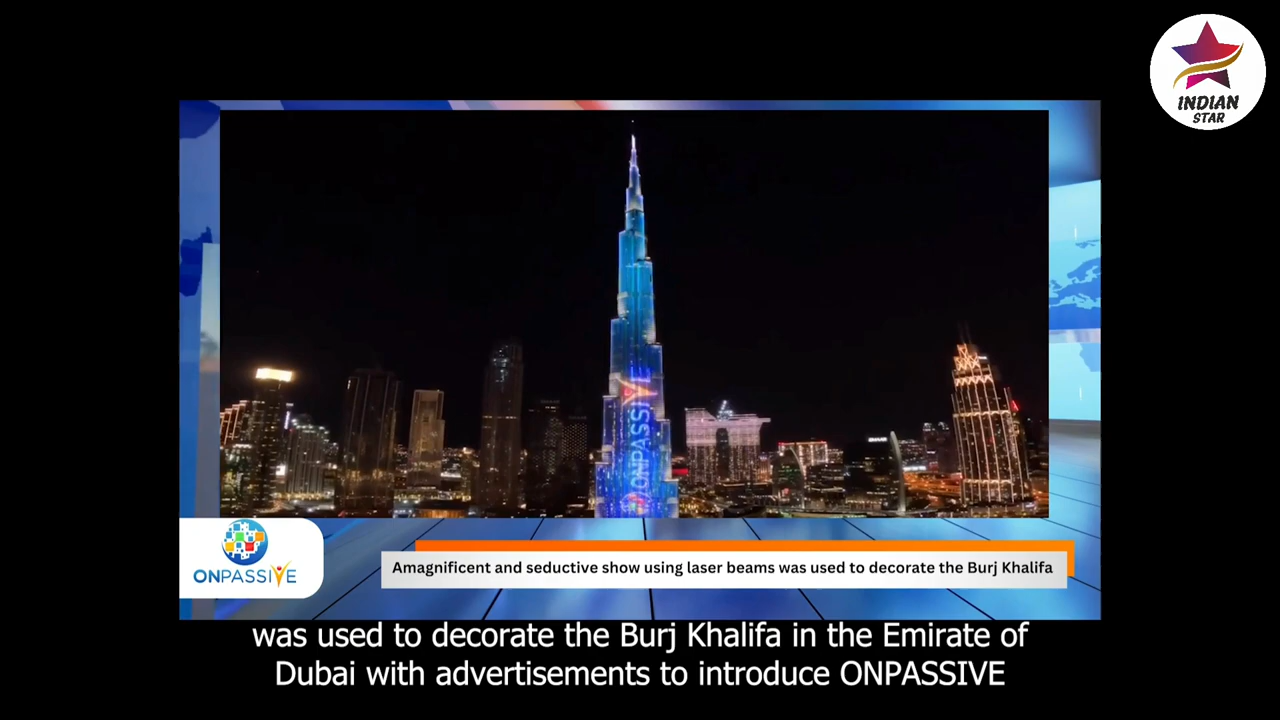 INDIAN
STAR
ONPASSIVE
ONPASSIVE
Amagnificent and seductive show using laser beams was used to decorate the Burj Khalifa
was used to decorate the Burj Khalifa in the Emirate of
Dubai with advertisements to introduce ONPASSIVE